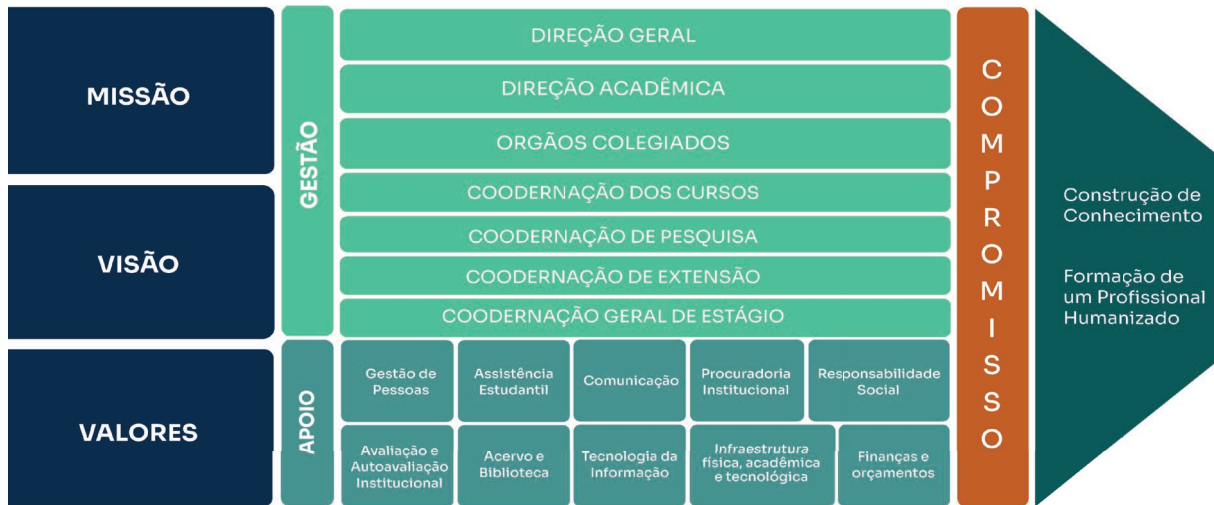 MISSÃO
VISÃO
VALORES
GESTÃO
DIREÇÃO GERAL
DIREÇÃO ACADÊMICA
ORGÃOS COLEGIADOS
COODERNAÇÃO DOS CURSOS
COODERNAÇÃO DE PESQUISA
COODERNAÇÃO DE EXTENSÃO
COODERNAÇÃO GERAL DE ESTÁGIO
APOIO
Gestão de
Pessoas
Assistência
Estudantil
Comunicação
Procuradoria
Institucional
Responsabilidade
Social
Avaliação e
Autoavaliação
Institucional
Acervo e
Biblioteca
Tecnologia da
Informação
Infraestrutura
física, acadêmica
e tecnológica
Finanças e
orçamentos
COMPROMISSO
Construção de
Conhecimento
Formação de
um Profissional
Humanizado